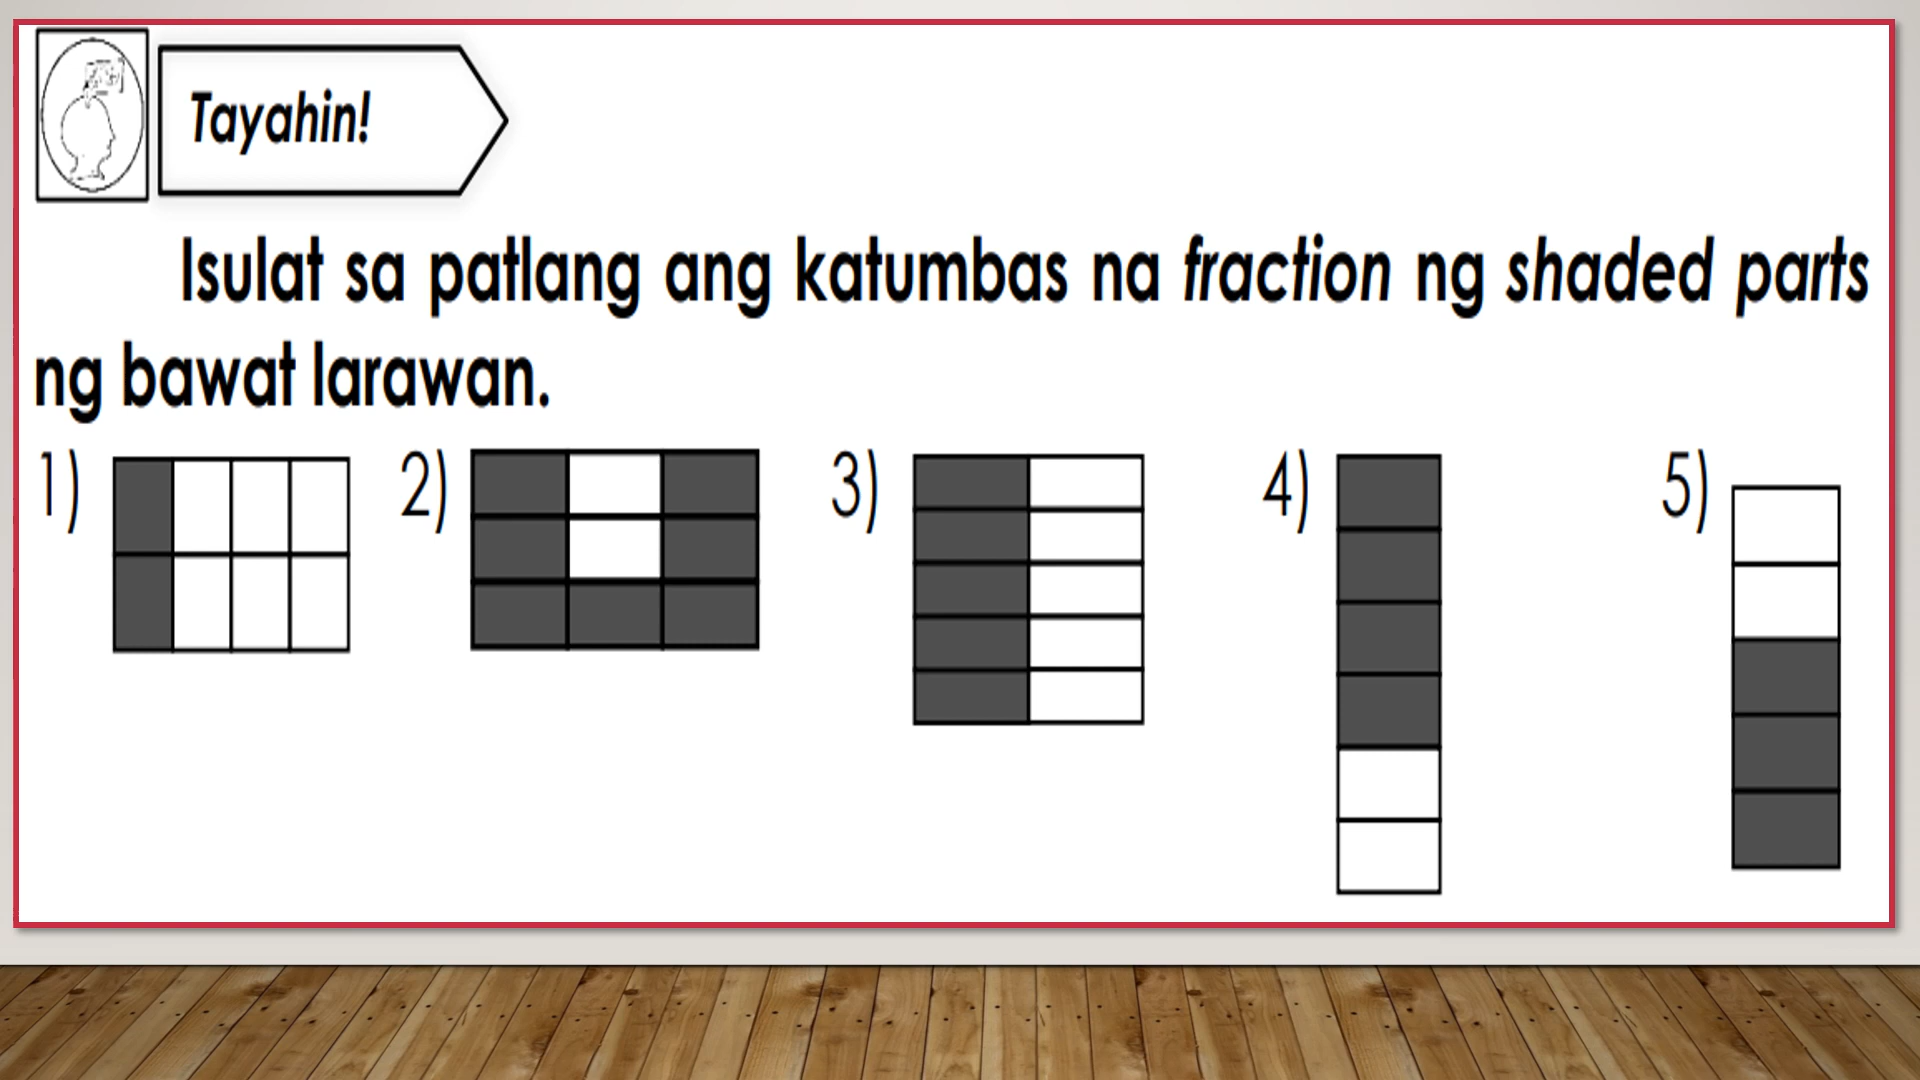 Tayahin!
Isulat sa patlang ang katumbas na fraction ng shaded parts
ng bawat larawan.
1) 2) 3) 4) 5)